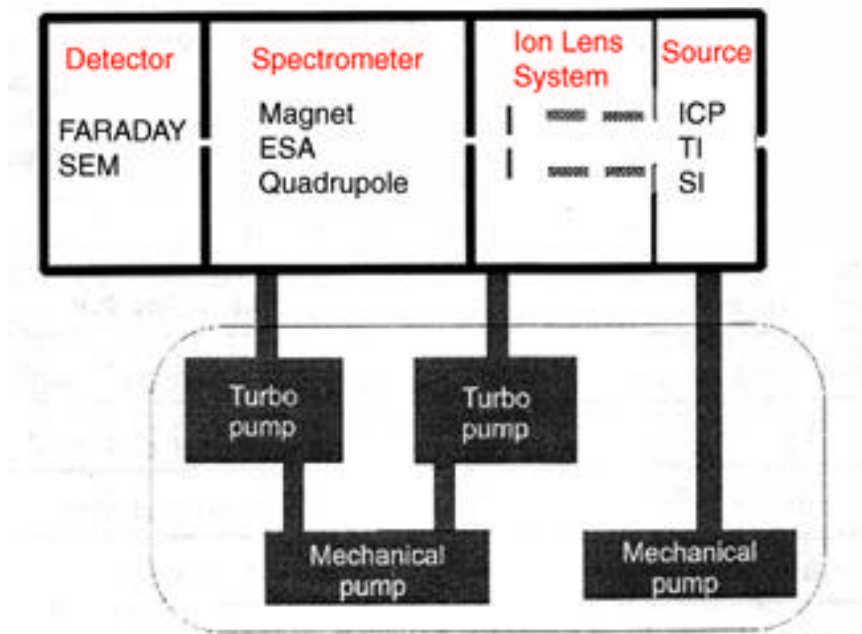 Detector
FARADAY
SEM
Spectrometer
Magnet
ESA
Quadrupole
Ion Lens
System
Source
ICP
TI
SI
Turbo
pump
Turbo
pump
Mechanical
pump
Mechanical
pump